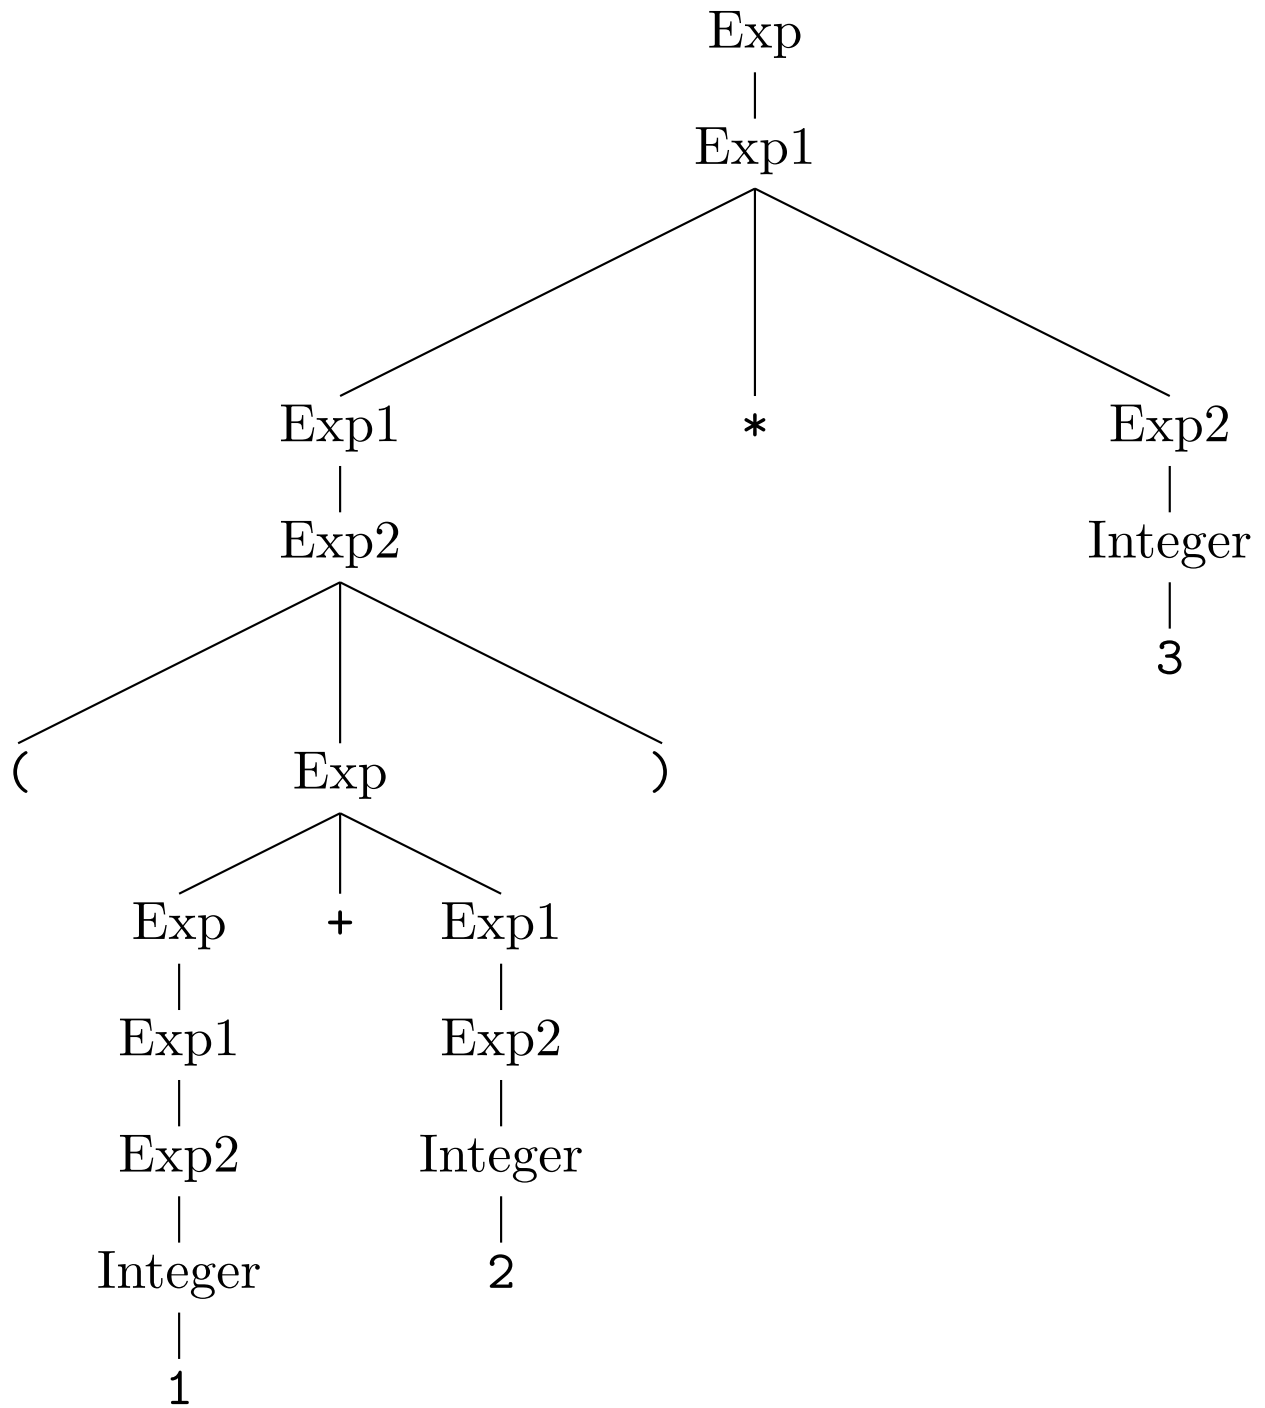 Exp
Exp1
Exp1 * Exp2
Exp2 Integer
3
( Exp )
Exp + Exp1
Exp1 Exp2
Exp2 Integer
Integer 2
1